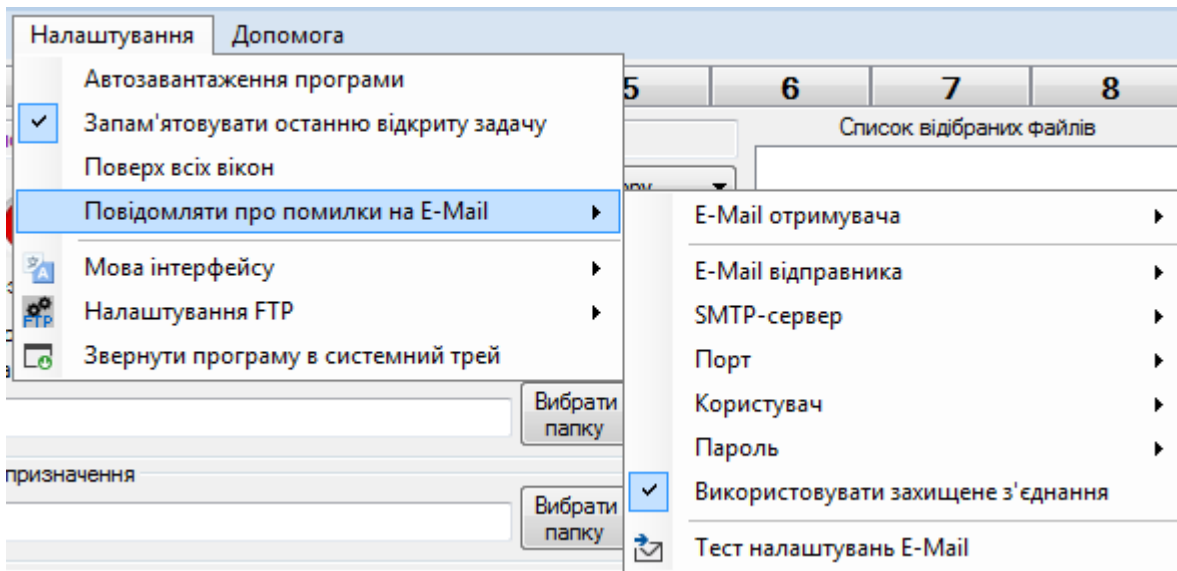 Налаштування Допомога
Автозавантаження програми
5 6 7 8
Запам'ятовувати останню відкриту задачу
Список відібраних файлів
Поверх всіх вікон
Повідомляти про помилки на E-Mail
E-Mail отримувача
Мова інтерфейсу
E-Mail відправника
FTP Налаштування FTP
SMTP-сервер
Звернути програму в системний трей
Порт
Вибрати
папку
Користувач
Пароль
призначення
Використовувати захищене з'єднання
Вибрати
папку
Тест налаштувань E-Mail